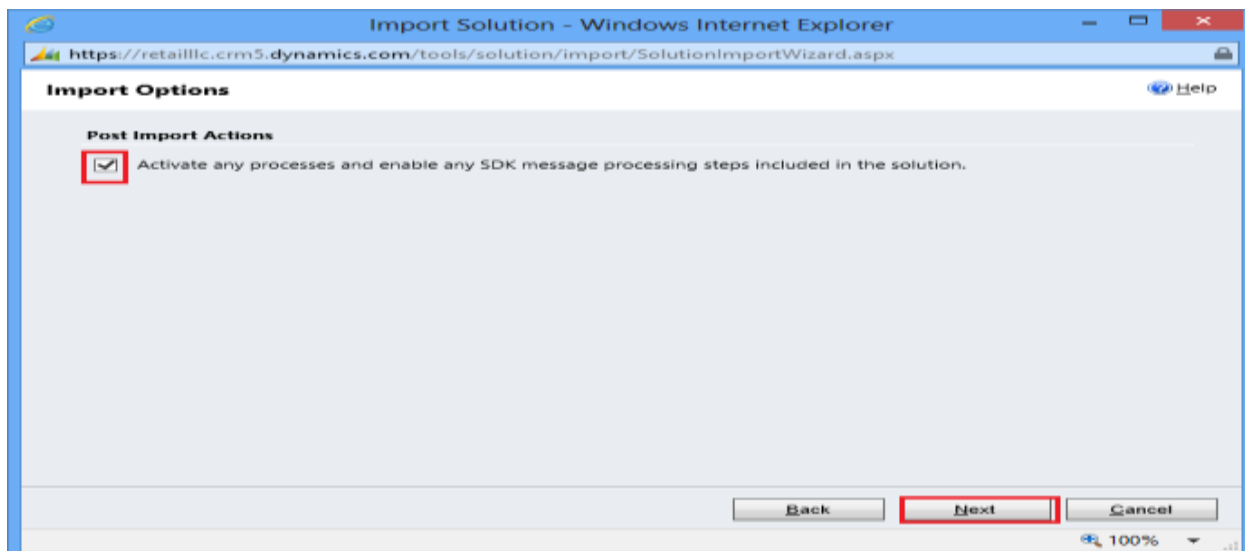 Import Solution - Windows Internet Explorer
https://retailllc.crm5.dynamics.com/tools/solution/import/SolutionImportWizard.aspx
Import Options
Help
Post Import Actions
Activate any processes and enable any SDK message processing steps included in the solution.
Back Next Cancel
100%